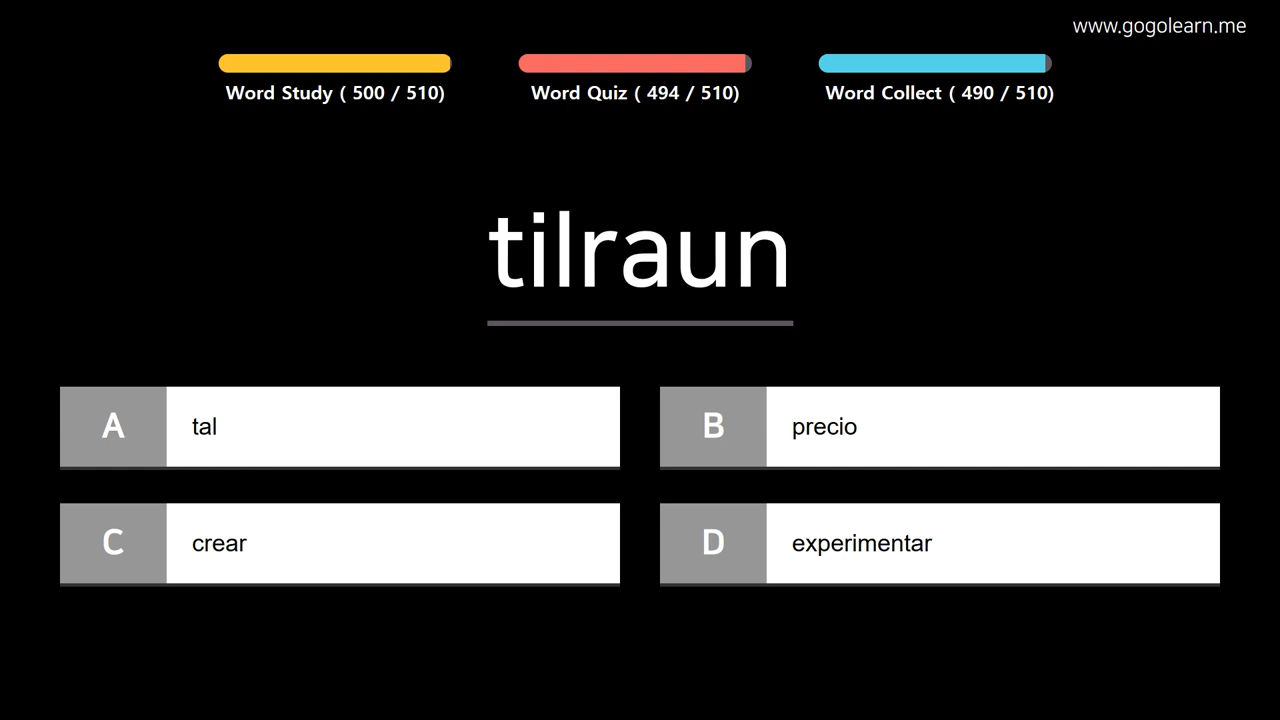 www.gogolearn.me
Word Study ( 500 / 510)
Word Quiz ( 494 / 510)
Word Collect ( 490 / 510)
tilraun
A tal
B precio
C crear
D experimentar